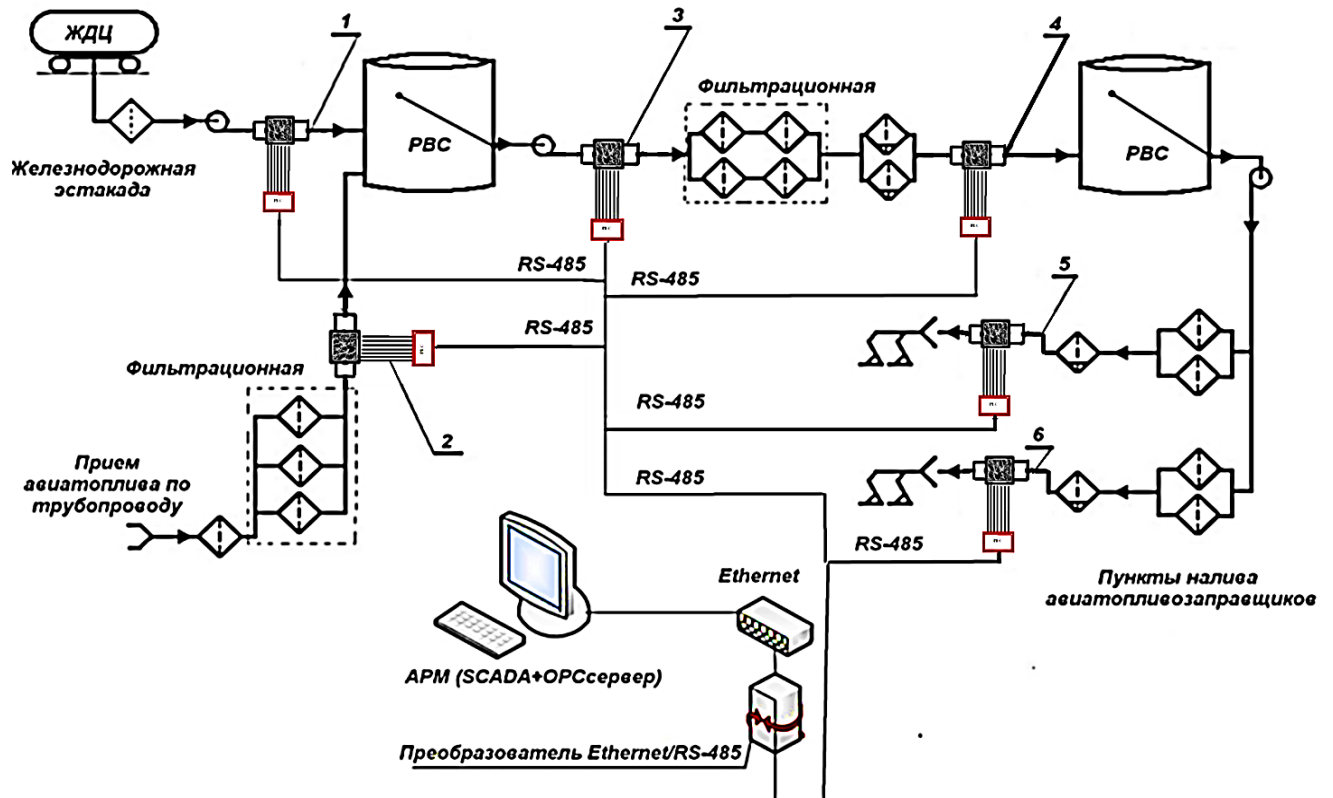 ЖДЦ
1
3
4
Фильтрационная
РВС
РВС
Железнодорожная
эстакада
RS-485
RS-485
5
RS-485
Фильтрационная
2
RS-485
6
Прием
авиатоплива по
трубопроводу
RS-485
RS-485
Ethernet
Пункты налива
авиатопливозаправщиков
АРМ (SCADA+OPCсервер)
Преобразователь Ethernet/RS-485